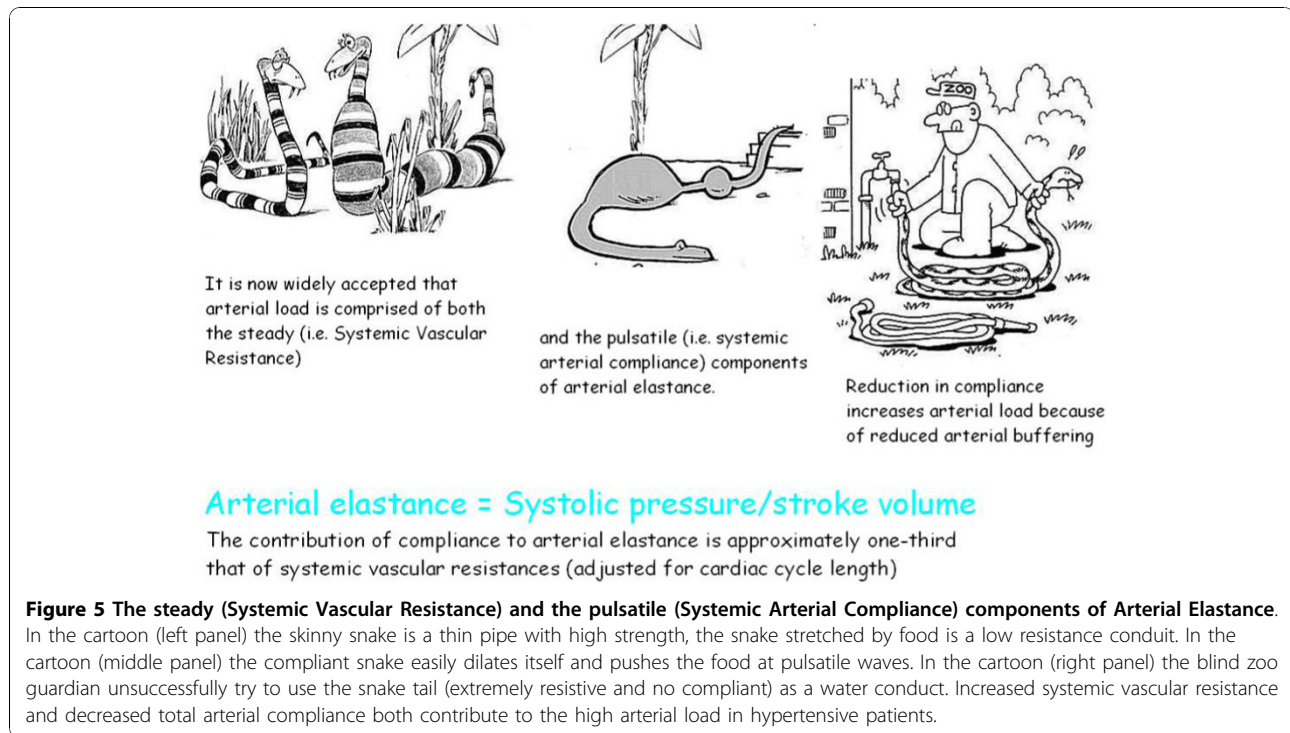 ZOO
It is now widely accepted that
arterial load is comprised of both
the steady (i.e. Systemic Vascular
Resistance)
and the pulsatile (i.e. systemic
arterial compliance) components
of arterial elastance.
Reduction in compliance
increases arterial load because
of reduced arterial buffering
Arterial elastance = Systolic pressure/stroke volume
The contribution of compliance to arterial elastance is approximately one-third
that of systemic vascular resistances (adjusted for cardiac cycle length)
Figure 5 The steady (Systemic Vascular Resistance) and the pulsatile (Systemic Arterial Compliance) components of Arterial Elastance.
In the cartoon (left panel) the skinny snake is a thin pipe with high strength, the snake stretched by food is a low resistance conduit. In the
cartoon (middle panel) the compliant snake easily dilates itself and pushes the food at pulsatile waves. In the cartoon (right panel) the blind zoo
guardian unsuccessfully try to use the snake tail (extremely resistive and no compliant) as a water conduct. Increased systemic vascular resistance
and decreased total arterial compliance both contribute to the high arterial load in hypertensive patients.